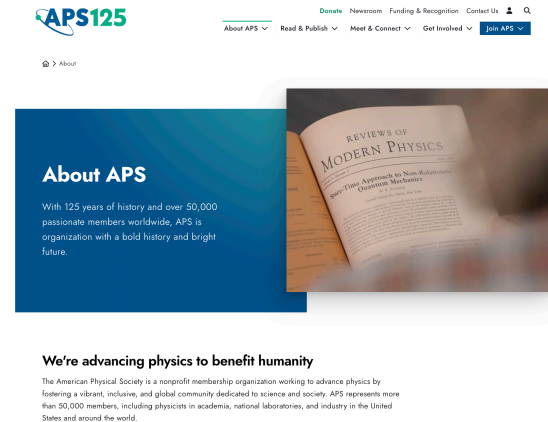 APS125
Donate Newsroom Funding & Recognition Contact Us
About APS Read & Publish Meet & Connect Get Involved Join APS
About
REVIEWS OF
MODERN PHYSICS
Space-Time Approach to Non-Relativistic
Quantum Mechanics
About APS
With 125 years of history and over 50,000
passionate members worldwide, APS is
organization with a bold history and bright
future.
We're advancing physics to benefit humanity
The American Physical Society is a nonprofit membership organization working to advance physics by
fostering a vibrant, inclusive, and global community dedicated to science and society. APS represents more
than 50,000 members, including physicists in academia, national laboratories, and industry in the United
States and around the world.